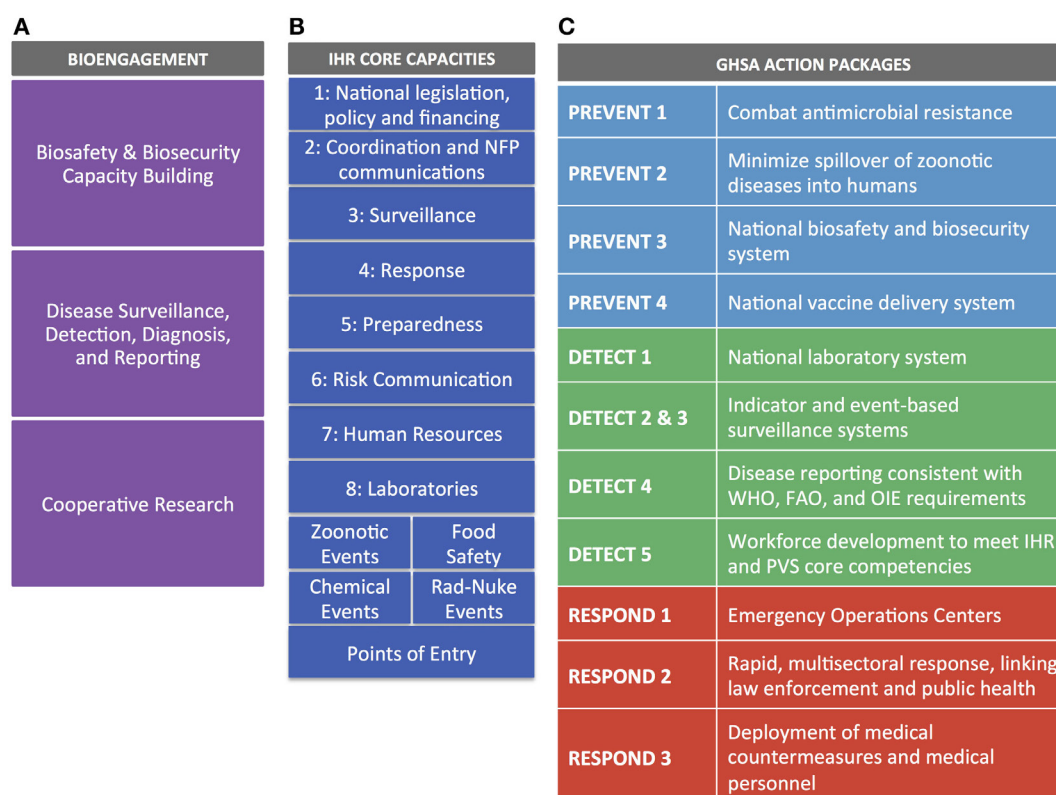 A
BIOENGAGEMENT
Biosafety & Biosecurity
Capacity Building
Disease Surveillance,
Detection, Diagnosis,
and Reporting
Cooperative Research
B
IHR CORE CAPACITIES
1: National legislation,
policy and financing
2: Coordination and NFP
communications
3: Surveillance
4: Response
5: Preparedness
6: Risk Communication
7: Human Resources
8: Laboratories
Zoonotic
Events
Food
Safety
Chemical
Events
Rad-Nuke
Events
Points of Entry
C
GHSA ACTION PACKAGES
PREVENT 1
Combat antimicrobial resistance
PREVENT 2
Minimize spillover of zoonotic
diseases into humans
PREVENT 3
National biosafety and biosecurity
system
PREVENT 4
National vaccine delivery system
DETECT 1
National laboratory system
DETECT 2 & 3
Indicator and event-based
surveillance systems
DETECT 4
Disease reporting consistent with
WHO, FAO, and OIE requirements
DETECT 5
Workforce development to meet IHR
and PVS core competencies
RESPOND 1
Emergency Operations Centers
RESPOND 2
Rapid, multisectoral response, linking
law enforcement and public health
RESPOND 3
Deployment of medical
countermeasures and medical
personnel